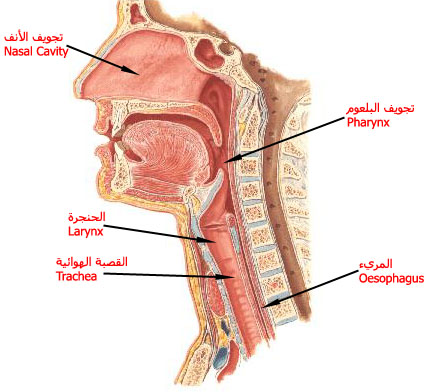 تجويف الأنف
Nasal Cavity
تجويف البلعوم
Pharynx
الحنجرة
Larynx
القصبة الهوائية
Trachea
المريء
Oesophagus